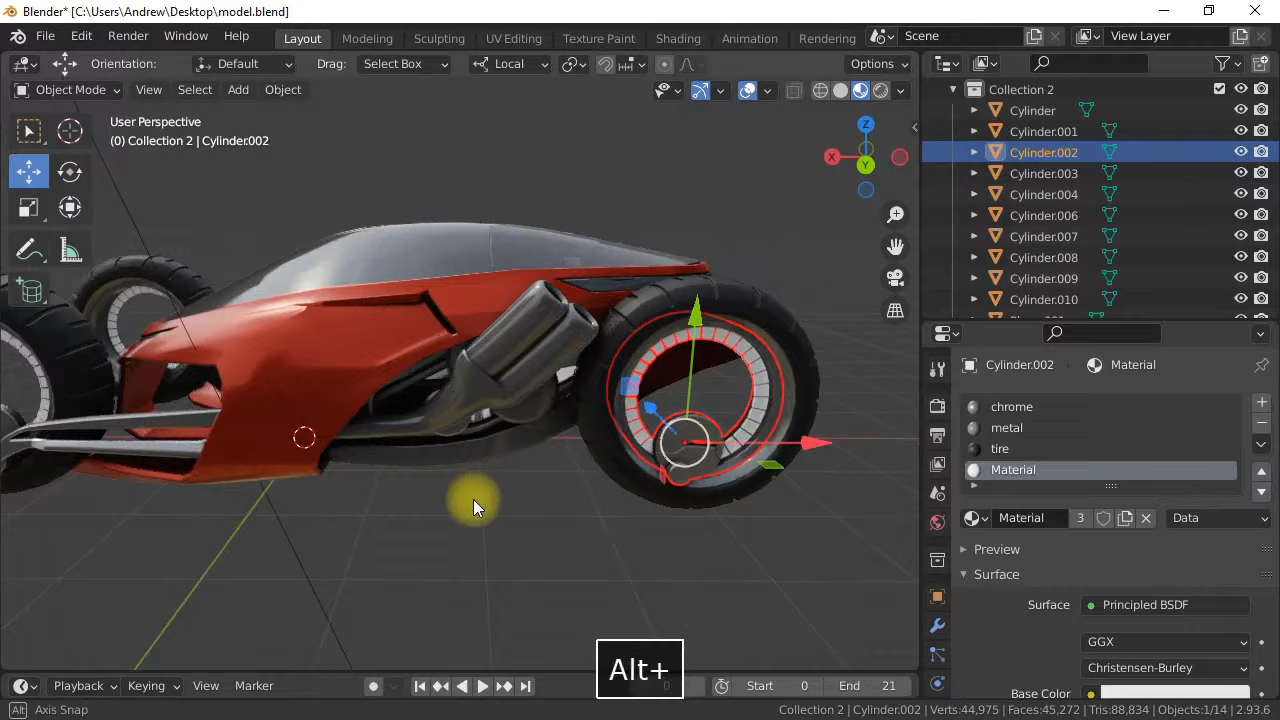 Blender* [C:\Users\Andrew\Desktop\model.blend]
File Edit Render Window Help Layout Modeling Sculpting UV Editing Texture Paint Shading Animation Rendering Scene View Layer
Orientation: Default Drag: Select Box Local Options
Object Mode View Select Add Object
User Perspective
(0) Collection 2 | Cylinder.002
Z
X
Y
Collection 2
Cylinder
Cylinder.001
Cylinder.002
Cylinder.003
Cylinder.004
Cylinder.006
Cylinder.007
Cylinder.008
Cylinder.009
Cylinder.010
Cylinder.002 Material
chrome
metal
tire
Material
Material 3 Data
Preview
Surface
Surface Principled BSDF
GGX
Christensen-Burley
Base Color
Alt+
Playback Keying View Marker 0 Start 0 End 21
Alt Axis Snap Collection 2 | Cylinder.002 | Verts:44,975 | Faces:45,272 | Tris:88,834 | Objects:1/14 | 2.93.6